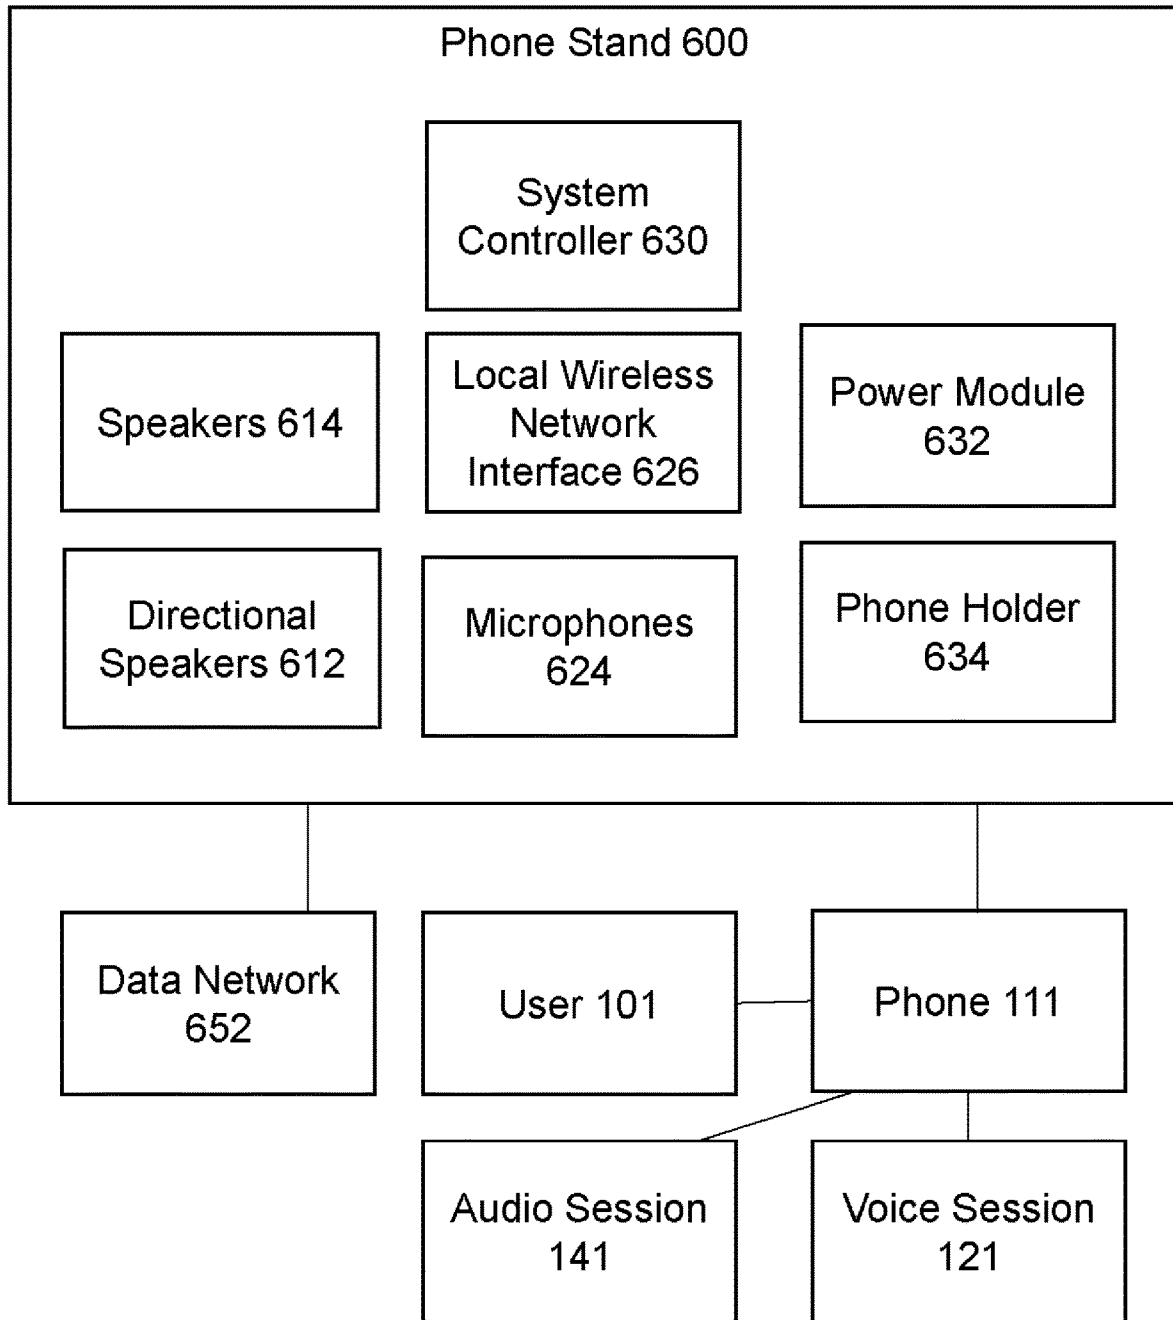 Phone Stand 600
System
Controller 630
Speakers 614
Local Wireless
Network
Interface 626
Power Module
632
Directional
Speakers 612
Microphones
624
Phone Holder
634
Data Network
652
User 101
Phone 111
Audio Session
141
Voice Session
121